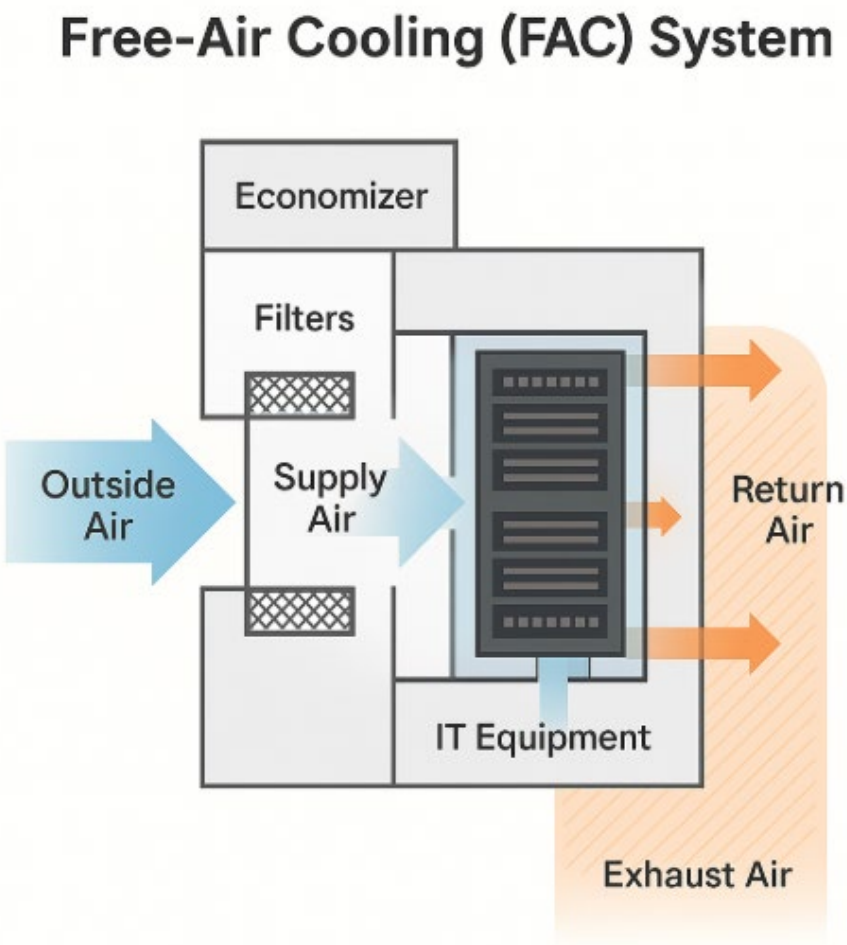 Free-Air Cooling (FAC) System
Economizer
Filters
Outside
Air
Supply
Air
Return
Air
IT Equipment
Exhaust Air